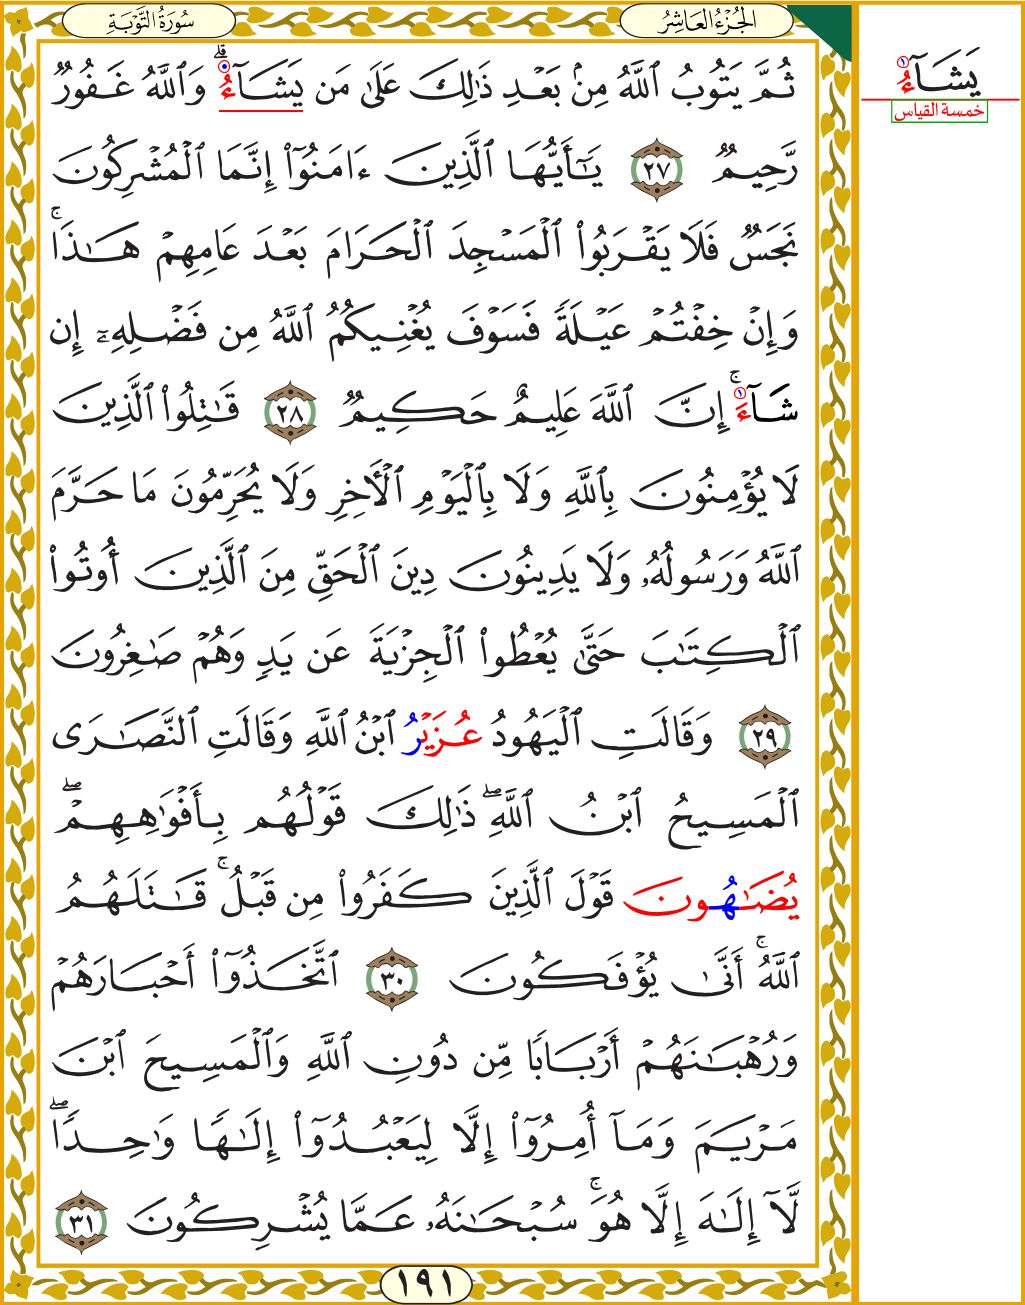 الجُزْءُ العَاشِرُ
سُورَةُ التَّوْبَةِ
ثُمَّ يَتُوبُ ٱللَّهُ مِنۢ بَعْدِ ذَٰلِكَ عَلَىٰ مَن يَشَآءُ ۗ وَٱللَّهُ غَفُورٌ
رَّحِيمٌ ٢٧ يَـٰٓأَيُّهَا ٱلَّذِينَ ءَامَنُوٓا۟ إِنَّمَا ٱلْمُشْرِكُونَ
نَجَسٌ فَلَا يَقْرَبُوا۟ ٱلْمَسْجِدَ ٱلْحَرَامَ بَعْدَ عَامِهِمْ هَـٰذَا ۚ
وَإِنْ خِفْتُمْ عَيْلَةً فَسَوْفَ يُغْنِيكُمُ ٱللَّهُ مِن فَضْلِهِۦٓ إِن
شَآءَ ۚ إِنَّ ٱللَّهَ عَلِيمٌ حَكِيمٌ ٢٨ قَـٰتِلُوا۟ ٱلَّذِينَ
لَا يُؤْمِنُونَ بِٱللَّهِ وَلَا بِٱلْيَوْمِ ٱلْـَٔاخِرِ وَلَا يُحَرِّمُونَ مَا حَرَّمَ
ٱللَّهُ وَرَسُولُهُۥ وَلَا يَدِينُونَ دِينَ ٱلْحَقِّ مِنَ ٱلَّذِينَ أُوتُوا۟
ٱلْكِتَـٰبَ حَتَّىٰ يُعْطُوا۟ ٱلْجِزْيَةَ عَن يَدٍ وَهُمْ صَـٰغِرُونَ
٢٩ وَقَالَتِ ٱلْيَهُودُ عُزَيْرُ ٱبْنُ ٱللَّهِ وَقَالَتِ ٱلنَّصَـٰرَى
ٱلْمَسِيحُ ٱبْنُ ٱللَّهِ ۖ ذَٰلِكَ قَوْلُهُم بِأَفْوَٰهِهِمْ ۖ
يُضَـٰهُونَ قَوْلَ ٱلَّذِينَ كَفَرُوا۟ مِن قَبْلُ ۚ قَـٰتَلَهُمُ
ٱللَّهُ ۚ أَنَّىٰ يُؤْفَكُونَ ٣٠ ٱتَّخَذُوٓا۟ أَحْبَارَهُمْ
وَرُهْبَـٰنَهُمْ أَرْبَابًا مِّن دُونِ ٱللَّهِ وَٱلْمَسِيحَ ٱبْنَ
مَرْيَمَ وَمَآ أُمِرُوٓا۟ إِلَّا لِيَعْبُدُوٓا۟ إِلَـٰهًا وَٰحِدًا ۖ
لَّآ إِلَـٰهَ إِلَّا هُوَ ۚ سُبْحَـٰنَهُۥ عَمَّا يُشْرِكُونَ ٣١
١٩١
يَشَآءُ ١
خمسة القياس